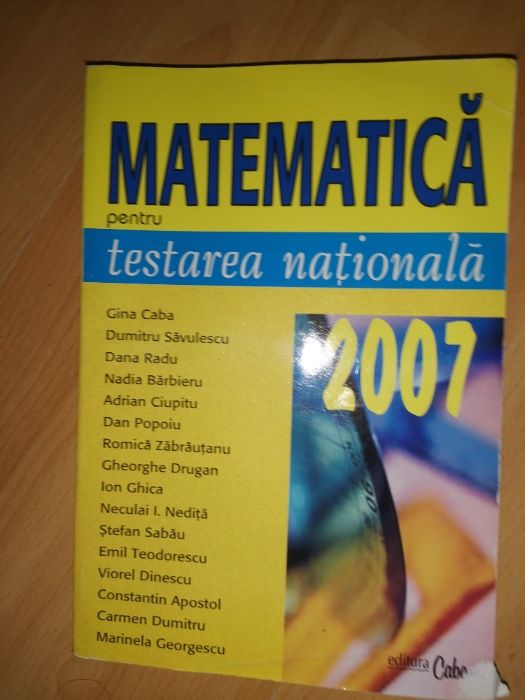 MATEMATICĂ
pentru
testarea națională
2007
Gina Caba
Dumitru Săvulescu
Dana Radu
Nadia Bărbieru
Adrian Ciupitu
Dan Popoiu
Romică Zăbrăuțanu
Gheorghe Drugan
Ion Ghica
Neculai I. Nediță
Ștefan Sabău
Emil Teodorescu
Viorel Dinescu
Constantin Apostol
Carmen Dumitru
Marinela Georgescu
editura